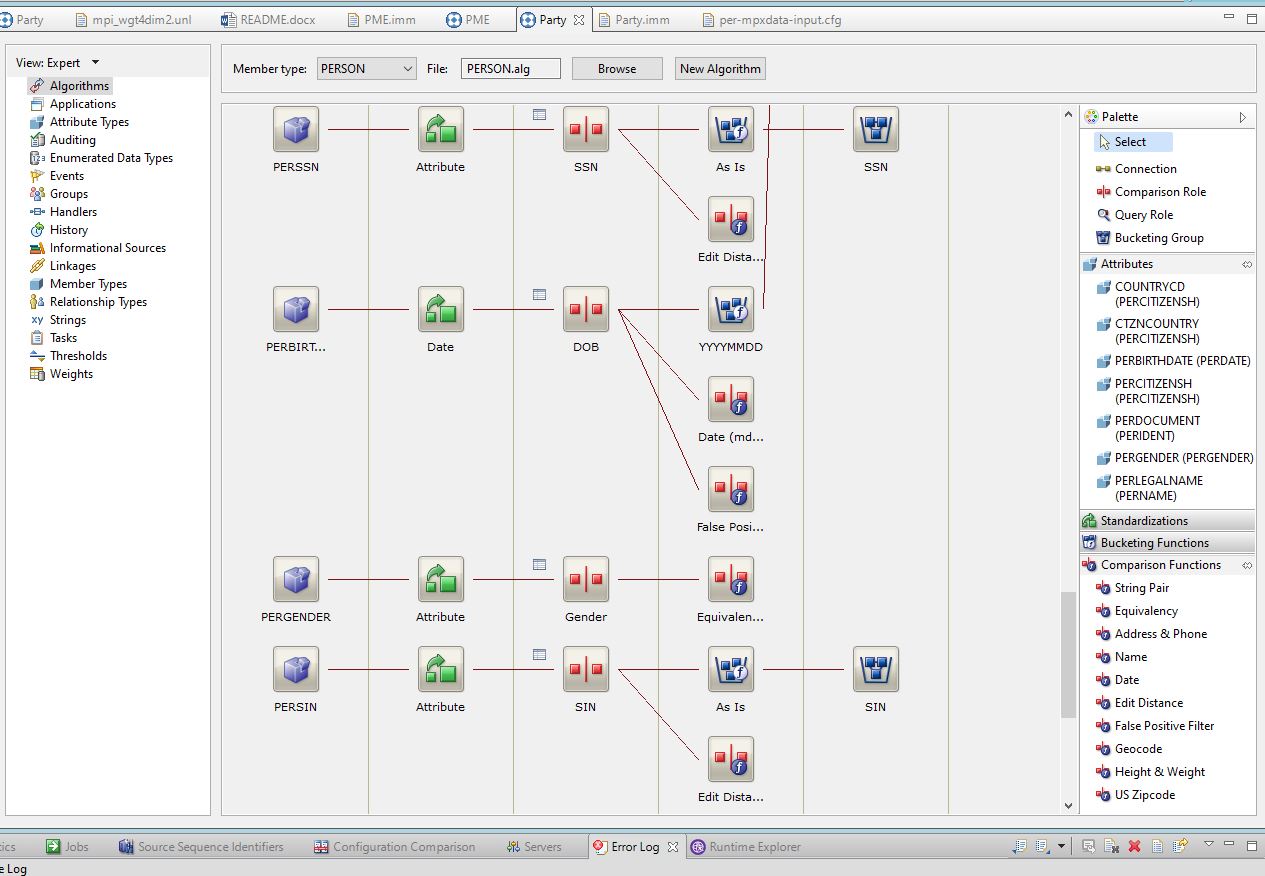 Party mpi_wgt4dim2.unl README.docx PME.imm PME Party Party.imm per-mpxdata-input.cfg
View: Expert
Algorithms
Applications
Attribute Types
Auditing
Enumerated Data Types
Events
Groups
Handlers
History
Informational Sources
Linkages
Member Types
Relationship Types
Strings
Tasks
Thresholds
Weights
Member type: PERSON File: PERSON.alg Browse New Algorithm
PERSSN Attribute SSN As Is SSN
Edit Dista...
PERBIRT... Date DOB YYYYMMDD
Date (md...
False Posi...
PERGENDER Attribute Gender Equivalen...
PERSIN Attribute SIN As Is SIN
Edit Dista...
Palette
Select
Connection
Comparison Role
Query Role
Bucketing Group
Attributes
COUNTRYCD
(PERCITIZENSH)
CTZNCOUNTRY
(PERCITIZENSH)
PERBIRTHDATE (PERDATE)
PERCITIZENSH
(PERCITIZENSH)
PERDOCUMENT
(PERIDENT)
PERGENDER (PERGENDER)
PERLEGALNAME
(PERNAME)
Standardizations
Bucketing Functions
Comparison Functions
String Pair
Equivalency
Address & Phone
Name
Date
Edit Distance
False Positive Filter
Geocode
Height & Weight
US Zipcode
tics Jobs Source Sequence Identifiers Configuration Comparison Servers Error Log Runtime Explorer
e Log